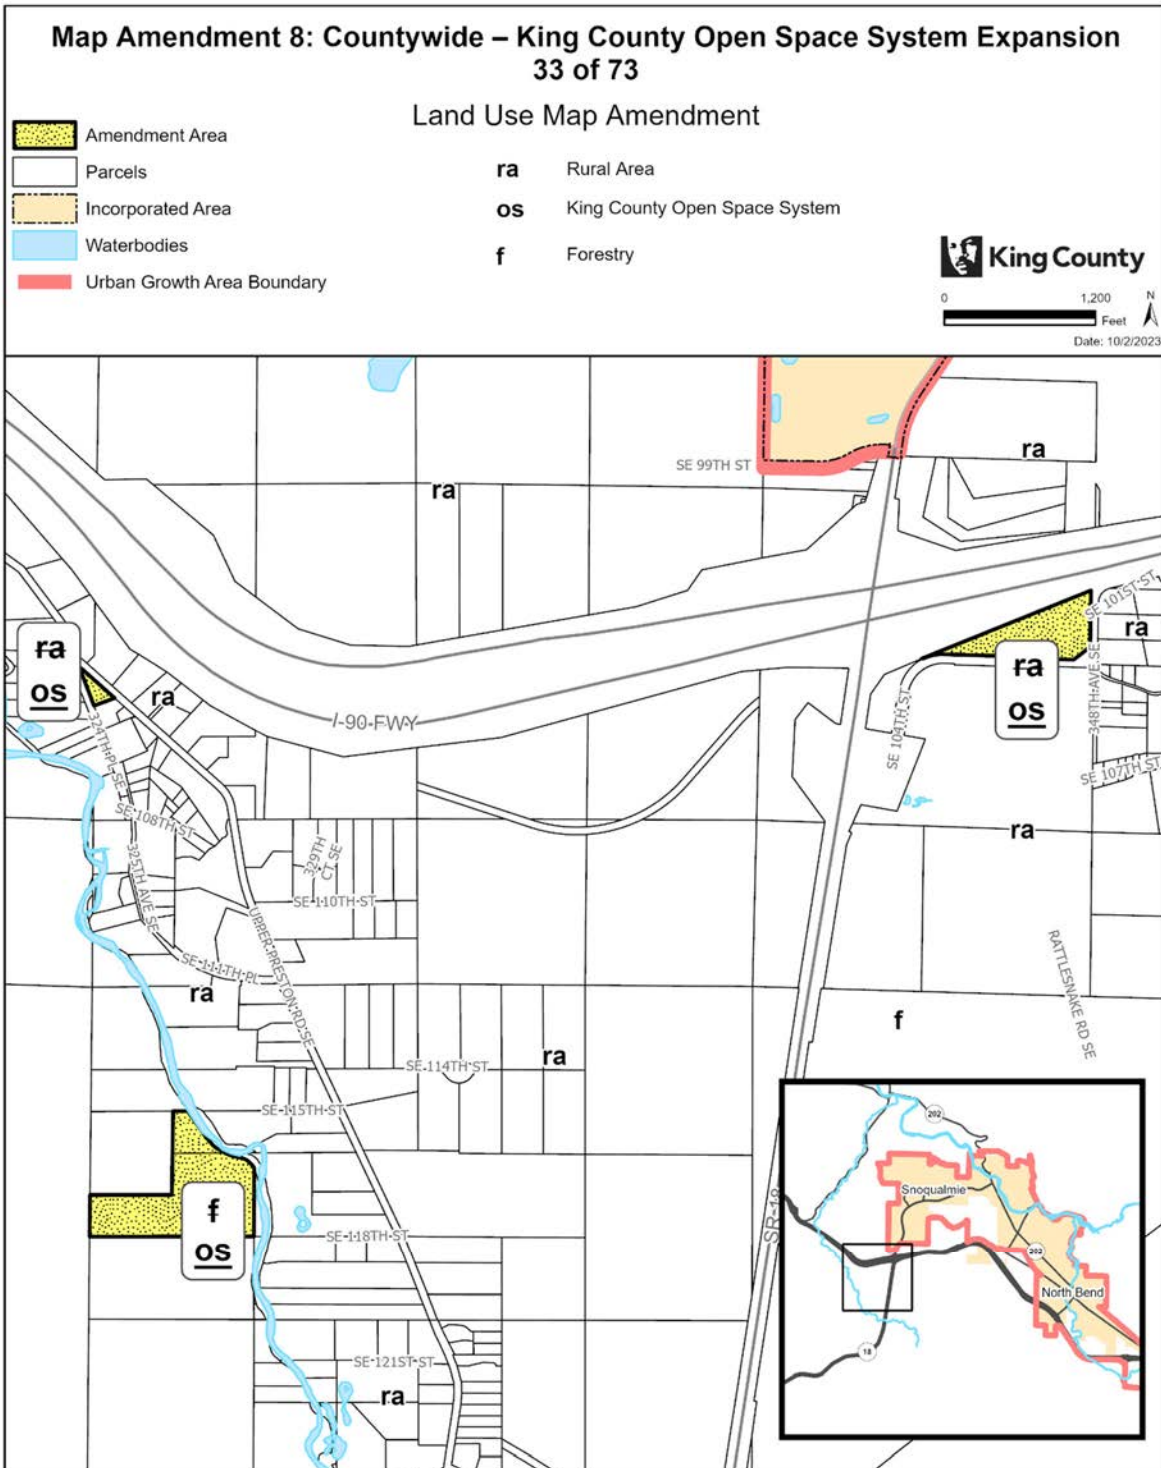 Map Amendment 8: Countywide – King County Open Space System Expansion
33 of 73
Land Use Map Amendment
Amendment Area
Parcels
Incorporated Area
Waterbodies
Urban Growth Area Boundary
ra Rural Area
os King County Open Space System
f Forestry
King County
0 1,200
Feet
N
Date: 10/2/2023
ra
SE 99TH ST
ra
SE 101ST ST
ra
ra
os
ra
ra
os
348TH AVE SE
324TH PL SE
I-90 FWY
SE 104TH ST
SE 107TH ST
SE 108TH ST
ra
325TH AVE SE
329TH
CT SE
SE 110TH ST
UPPER PRESTON RD SE
SE 111TH PL
ra
RATTLESNAKE RD SE
f
ra
SE 114TH ST
SE 115TH ST
f
os
SE 118TH ST
SR-18
SE 121ST ST
ra
202
Snoqualmie
202
North Bend
18